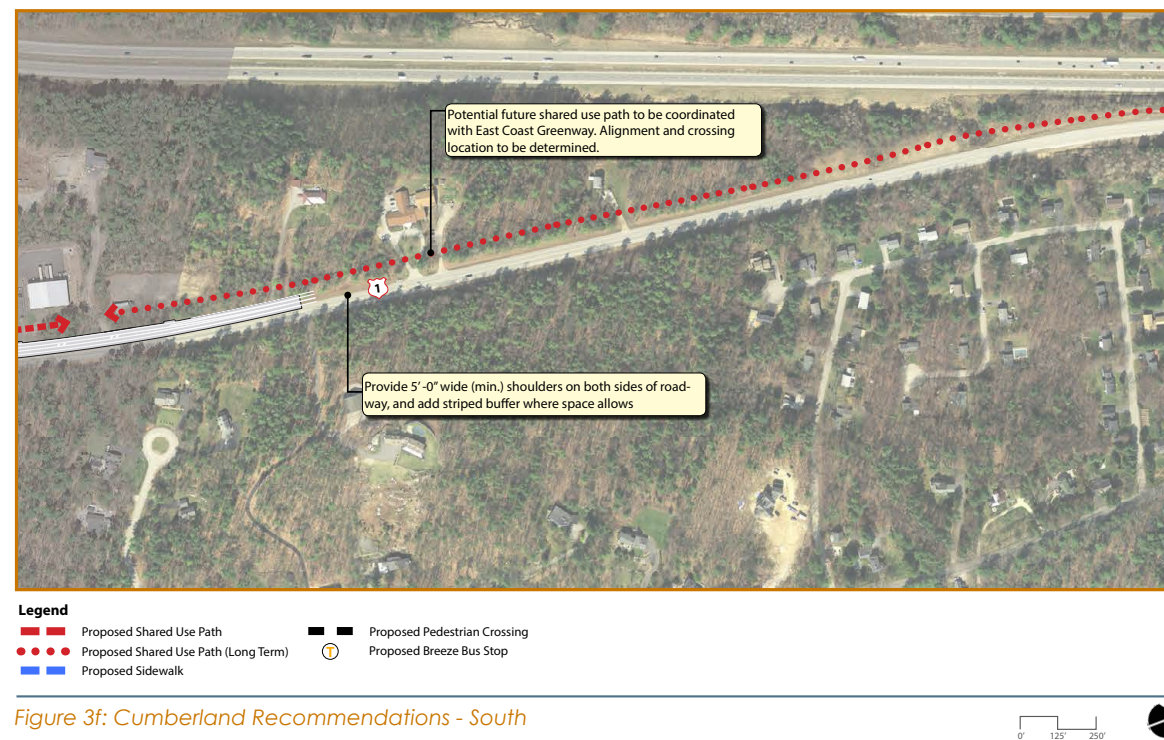 Potential future shared use path to be coordinated
with East Coast Greenway. Alignment and crossing
location to be determined.
1
Provide 5'-0" wide (min.) shoulders on both sides of road-
way, and add striped buffer where space allows
Legend
Proposed Shared Use Path
Proposed Shared Use Path (Long Term)
Proposed Sidewalk
Proposed Pedestrian Crossing
T Proposed Breeze Bus Stop
Figure 3f: Cumberland Recommendations - South
0' 125' 250'